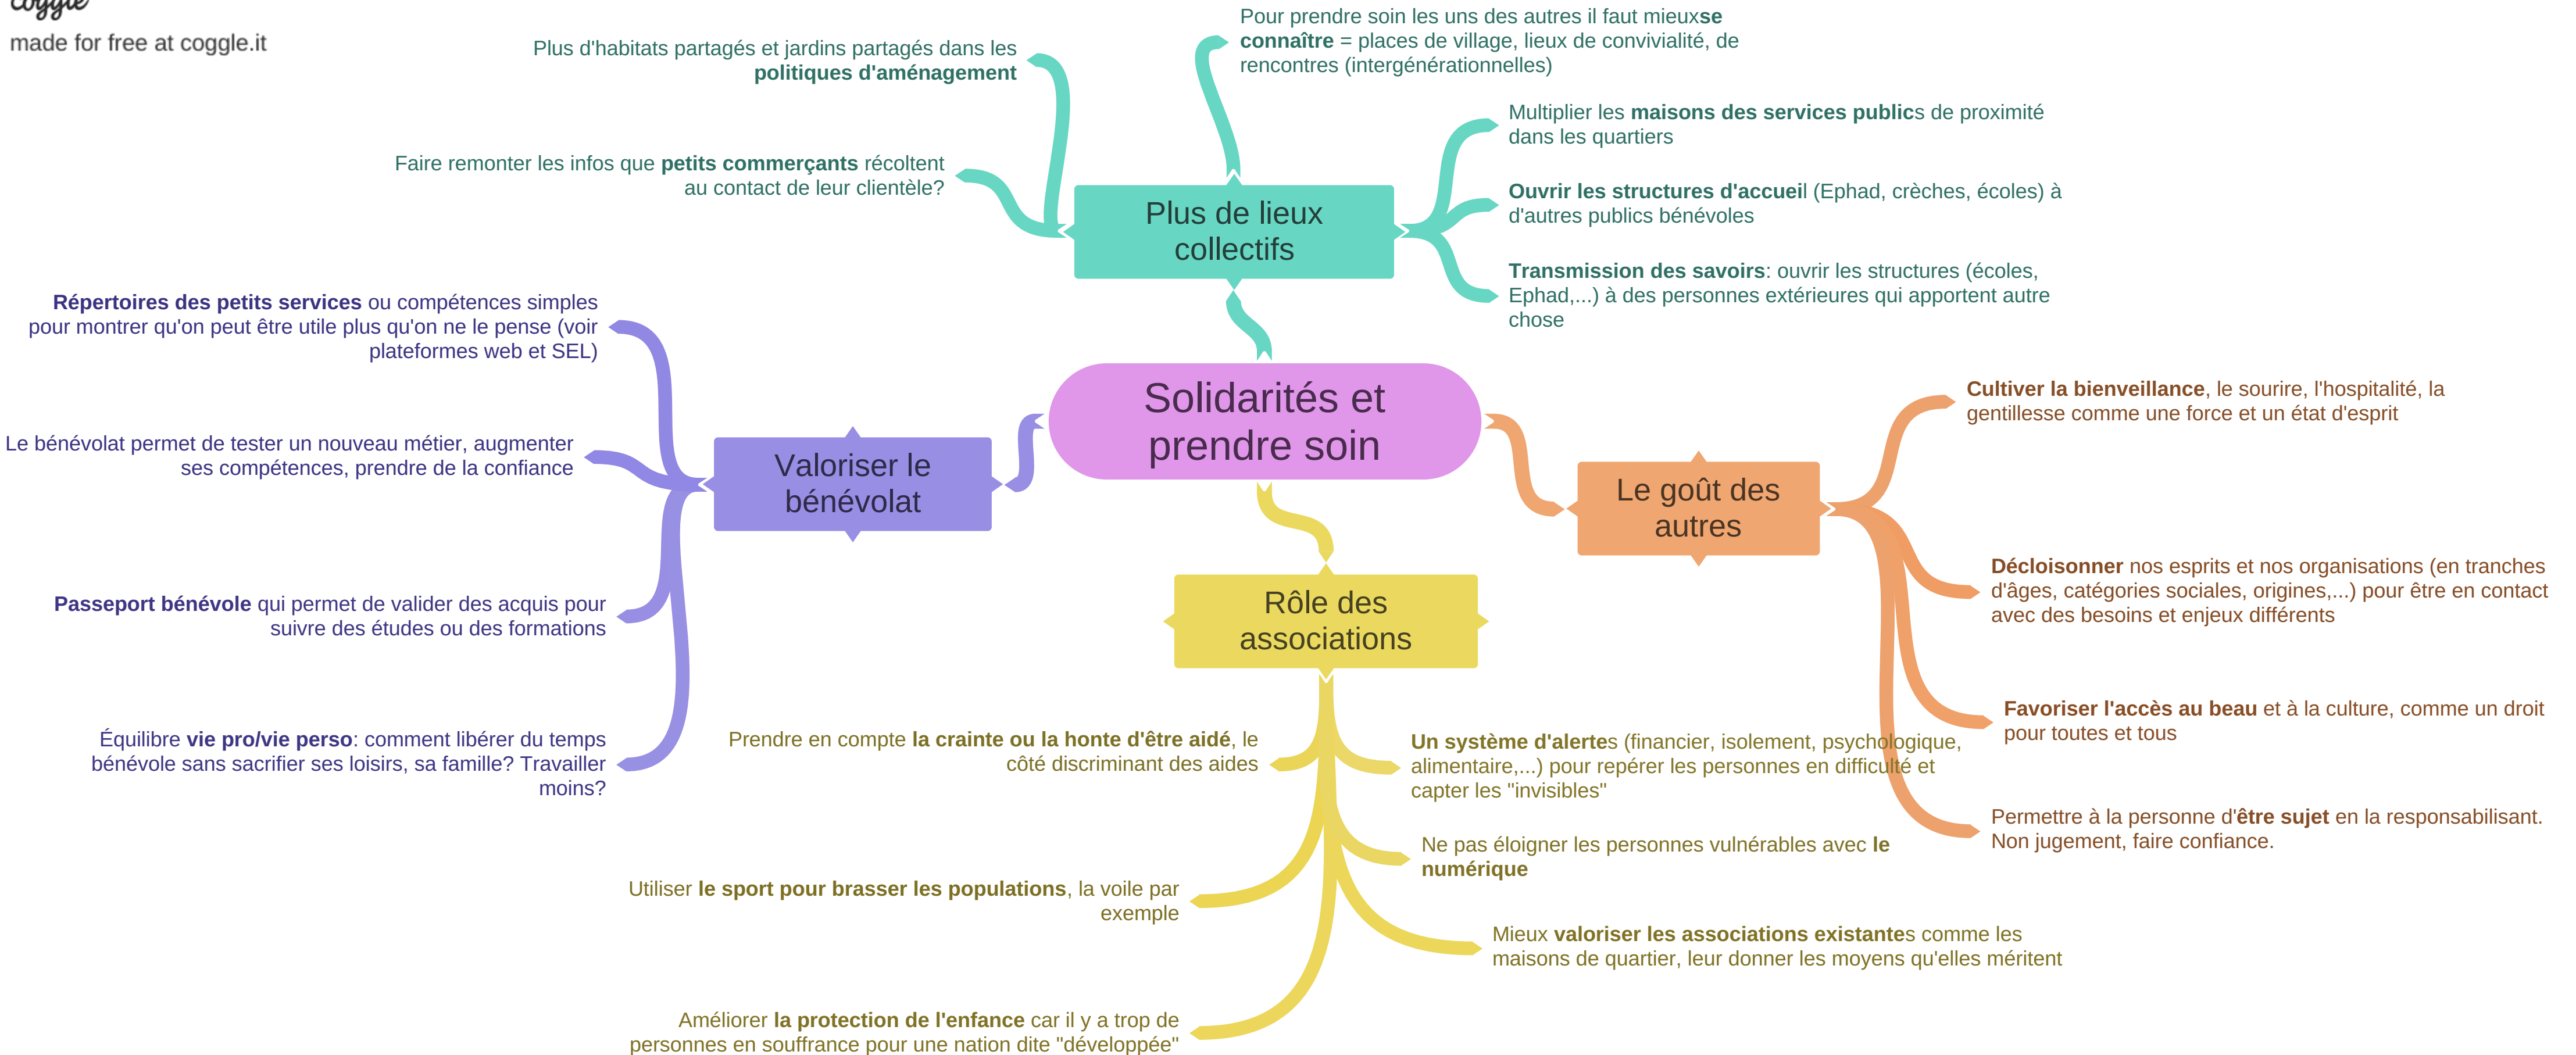 coggle
made for free at coggle.it
Plus d'habitats partagés et jardins partagés dans les
politiques d'aménagement
Faire remonter les infos que petits commerçants récoltent
au contact de leur clientèle?
Pour prendre soin les uns des autres il faut mieuxse
connaître = places de village, lieux de convivialité, de
rencontres (intergénérationnelles)
Multiplier les maisons des services publics de proximité
dans les quartiers
Ouvrir les structures d'accueil (Ephad, crèches, écoles) à
d'autres publics bénévoles
Transmission des savoirs: ouvrir les structures (écoles,
Ephad,...) à des personnes extérieures qui apportent autre
chose
Plus de lieux
collectifs
Solidarités et
prendre soin
Répertoires des petits services ou compétences simples
pour montrer qu'on peut être utile plus qu'on ne le pense (voir
plateformes web et SEL)
Le bénévolat permet de tester un nouveau métier, augmenter
ses compétences, prendre de la confiance
Passeport bénévole qui permet de valider des acquis pour
suivre des études ou des formations
Équilibre vie pro/vie perso: comment libérer du temps
bénévole sans sacrifier ses loisirs, sa famille? Travailler
moins?
Valoriser le
bénévolat
Le goût des
autres
Cultiver la bienveillance, le sourire, l'hospitalité, la
gentillesse comme une force et un état d'esprit
Décloisonner nos esprits et nos organisations (en tranches
d'âges, catégories sociales, origines,...) pour être en contact
avec des besoins et enjeux différents
Favoriser l'accès au beau et à la culture, comme un droit
pour toutes et tous
Permettre à la personne d'être sujet en la responsabilisant.
Non jugement, faire confiance.
Rôle des
associations
Prendre en compte la crainte ou la honte d'être aidé, le
côté discriminant des aides
Utiliser le sport pour brasser les populations, la voile par
exemple
Améliorer la protection de l'enfance car il y a trop de
personnes en souffrance pour une nation dite "développée"
Un système d'alertes (financier, isolement, psychologique,
alimentaire,...) pour repérer les personnes en difficulté et
capter les "invisibles"
Ne pas éloigner les personnes vulnérables avec le
numérique
Mieux valoriser les associations existantes comme les
maisons de quartier, leur donner les moyens qu'elles méritent